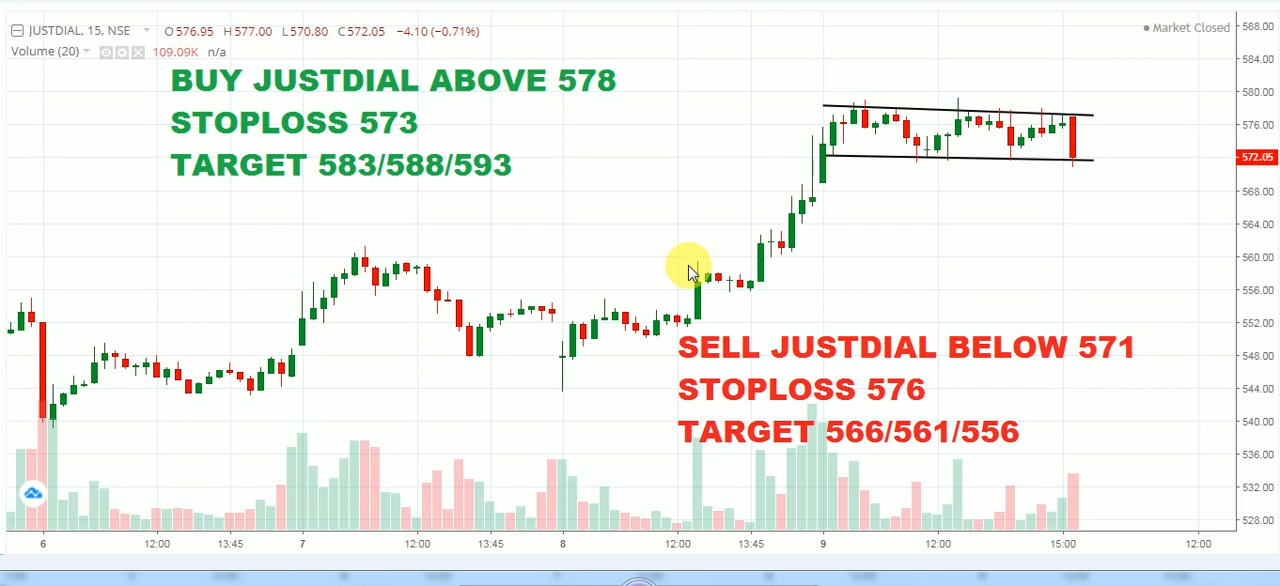 JUSTDIAL, 15, NSE O576.95 H577.00 L570.80 C572.05 −4.10 (−0.71%)
Market Closed
Volume (20) 109.09K n/a
BUY JUSTDIAL ABOVE 578
STOPLOSS 573
TARGET 583/588/593
SELL JUSTDIAL BELOW 571
STOPLOSS 576
TARGET 566/561/556
588.00
584.00
580.00
576.00
572.05
568.00
564.00
560.00
556.00
552.00
548.00
544.00
540.00
536.00
532.00
528.00
6 12:00 13:45 7 12:00 13:45 8 12:00 13:45 9 12:00 15:00 12:00